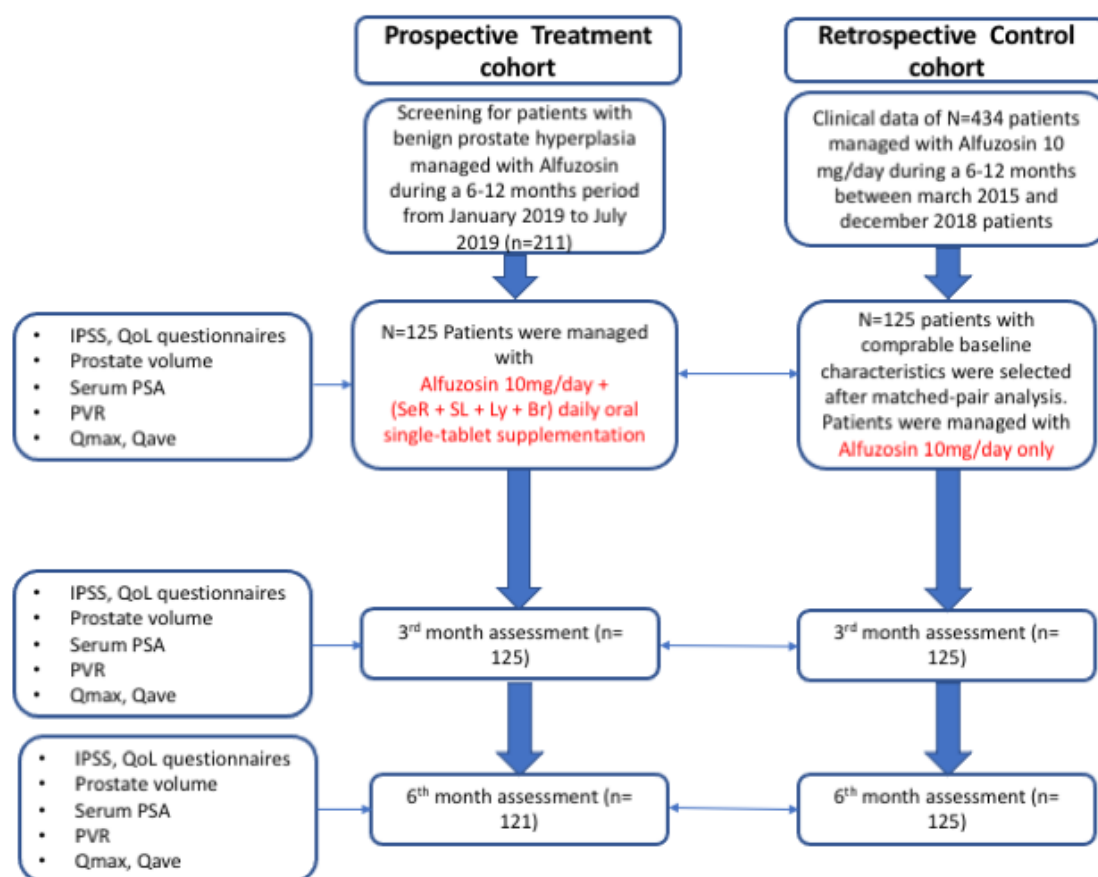 Prospective Treatment
cohort
Retrospective Control
cohort
Screening for patients with
benign prostate hyperplasia
managed with Alfuzosin
during a 6-12 months period
from January 2019 to July
2019 (n=211)
Clinical data of N=434 patients
managed with Alfuzosin 10
mg/day during a 6-12 months
between march 2015 and
december 2018 patients
• IPSS, QoL questionnaires
• Prostate volume
• Serum PSA
• PVR
• Qmax, Qave
N=125 Patients were managed
with
Alfuzosin 10mg/day +
(SeR + SL + Ly + Br) daily oral
single-tablet supplementation
N=125 patients with
comprable baseline
characteristics were selected
after matched-pair analysis.
Patients were managed with
Alfuzosin 10mg/day only
• IPSS, QoL questionnaires
• Prostate volume
• Serum PSA
• PVR
• Qmax, Qave
3rd month assessment (n=
125)
3rd month assessment (n=
125)
• IPSS, QoL questionnaires
• Prostate volume
• Serum PSA
• PVR
• Qmax, Qave
6th month assessment (n=
121)
6th month assessment (n=
125)